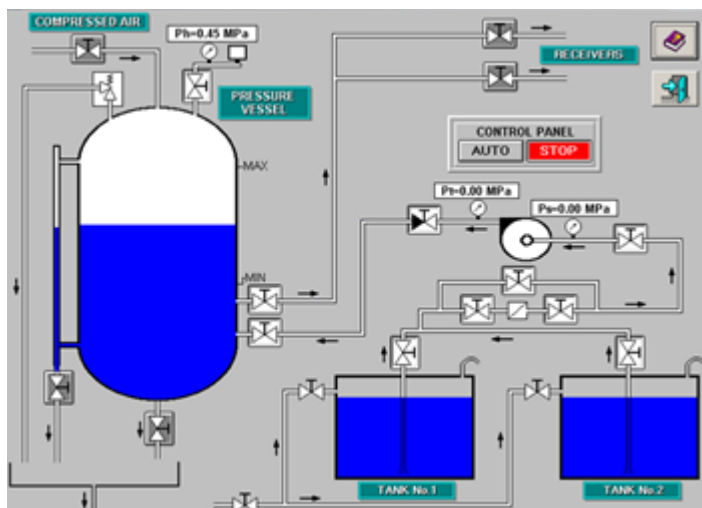 COMPRESSED AIR
Ph=0.45 MPa
RECEIVERS
PRESSURE
VESSEL
CONTROL PANEL
AUTO
STOP
MAX
Pt=0.00 MPa
Ps=0.00 MPa
MIN
TANK No.1
TANK No.2